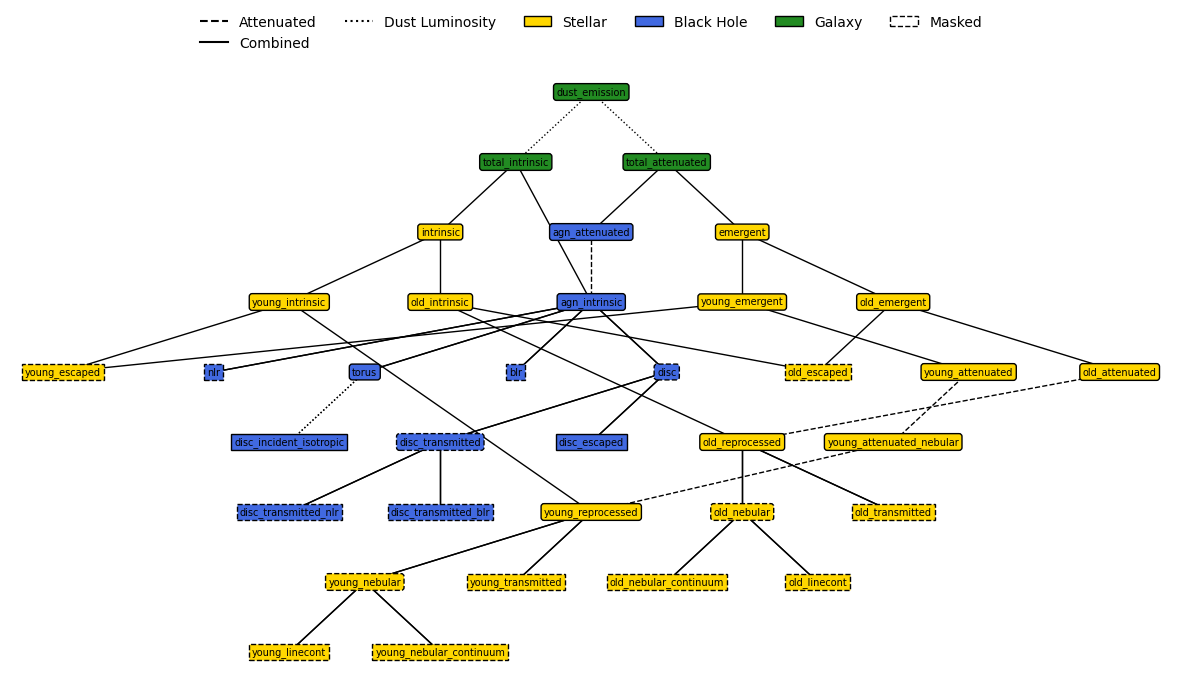 Attenuated Dust Luminosity Stellar Black Hole Galaxy Masked
Combined
dust_emission
total_intrinsic total_attenuated
intrinsic agn_attenuated emergent
young_intrinsic old_intrinsic agn_intrinsic young_emergent old_emergent
young_escaped nlr torus blr disc old_escaped young_attenuated old_attenuated
disc_incident_isotropic disc_transmitted disc_escaped old_reprocessed young_attenuated_nebular
disc_transmitted_nlr disc_transmitted_blr young_reprocessed old_nebular old_transmitted
young_nebular young_transmitted old_nebular_continuum old_linecont
young_linecont young_nebular_continuum